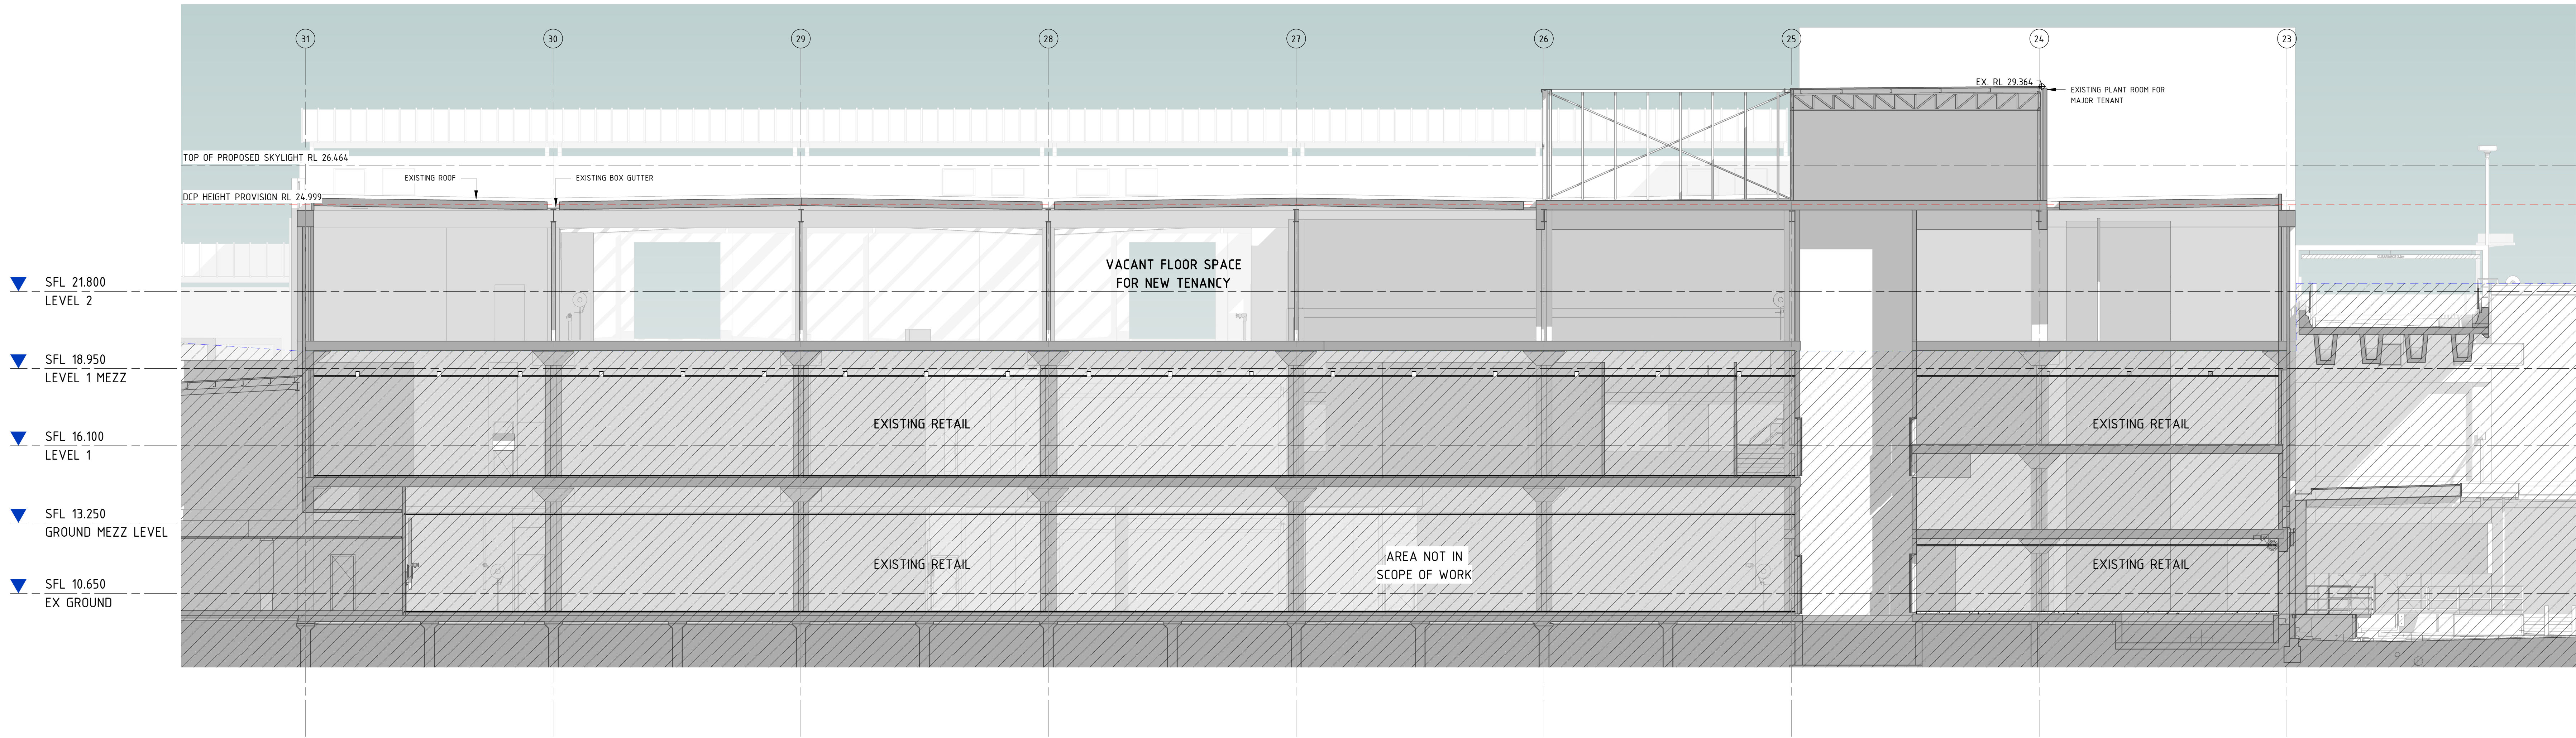 31
30
29
28
27
26
25
24
23
EX. RL 29.364
EXISTING PLANT ROOM FOR
MAJOR TENANT
TOP OF PROPOSED SKYLIGHT RL 26.464
EXISTING ROOF
EXISTING BOX GUTTER
DCP HEIGHT PROVISION RL 24.999
VACANT FLOOR SPACE
FOR NEW TENANCY
SFL 21.800
LEVEL 2
SFL 18.950
LEVEL 1 MEZZ
EXISTING RETAIL
EXISTING RETAIL
SFL 16.100
LEVEL 1
SFL 13.250
GROUND MEZZ LEVEL
EXISTING RETAIL
AREA NOT IN
SCOPE OF WORK
EXISTING RETAIL
SFL 10.650
EX GROUND